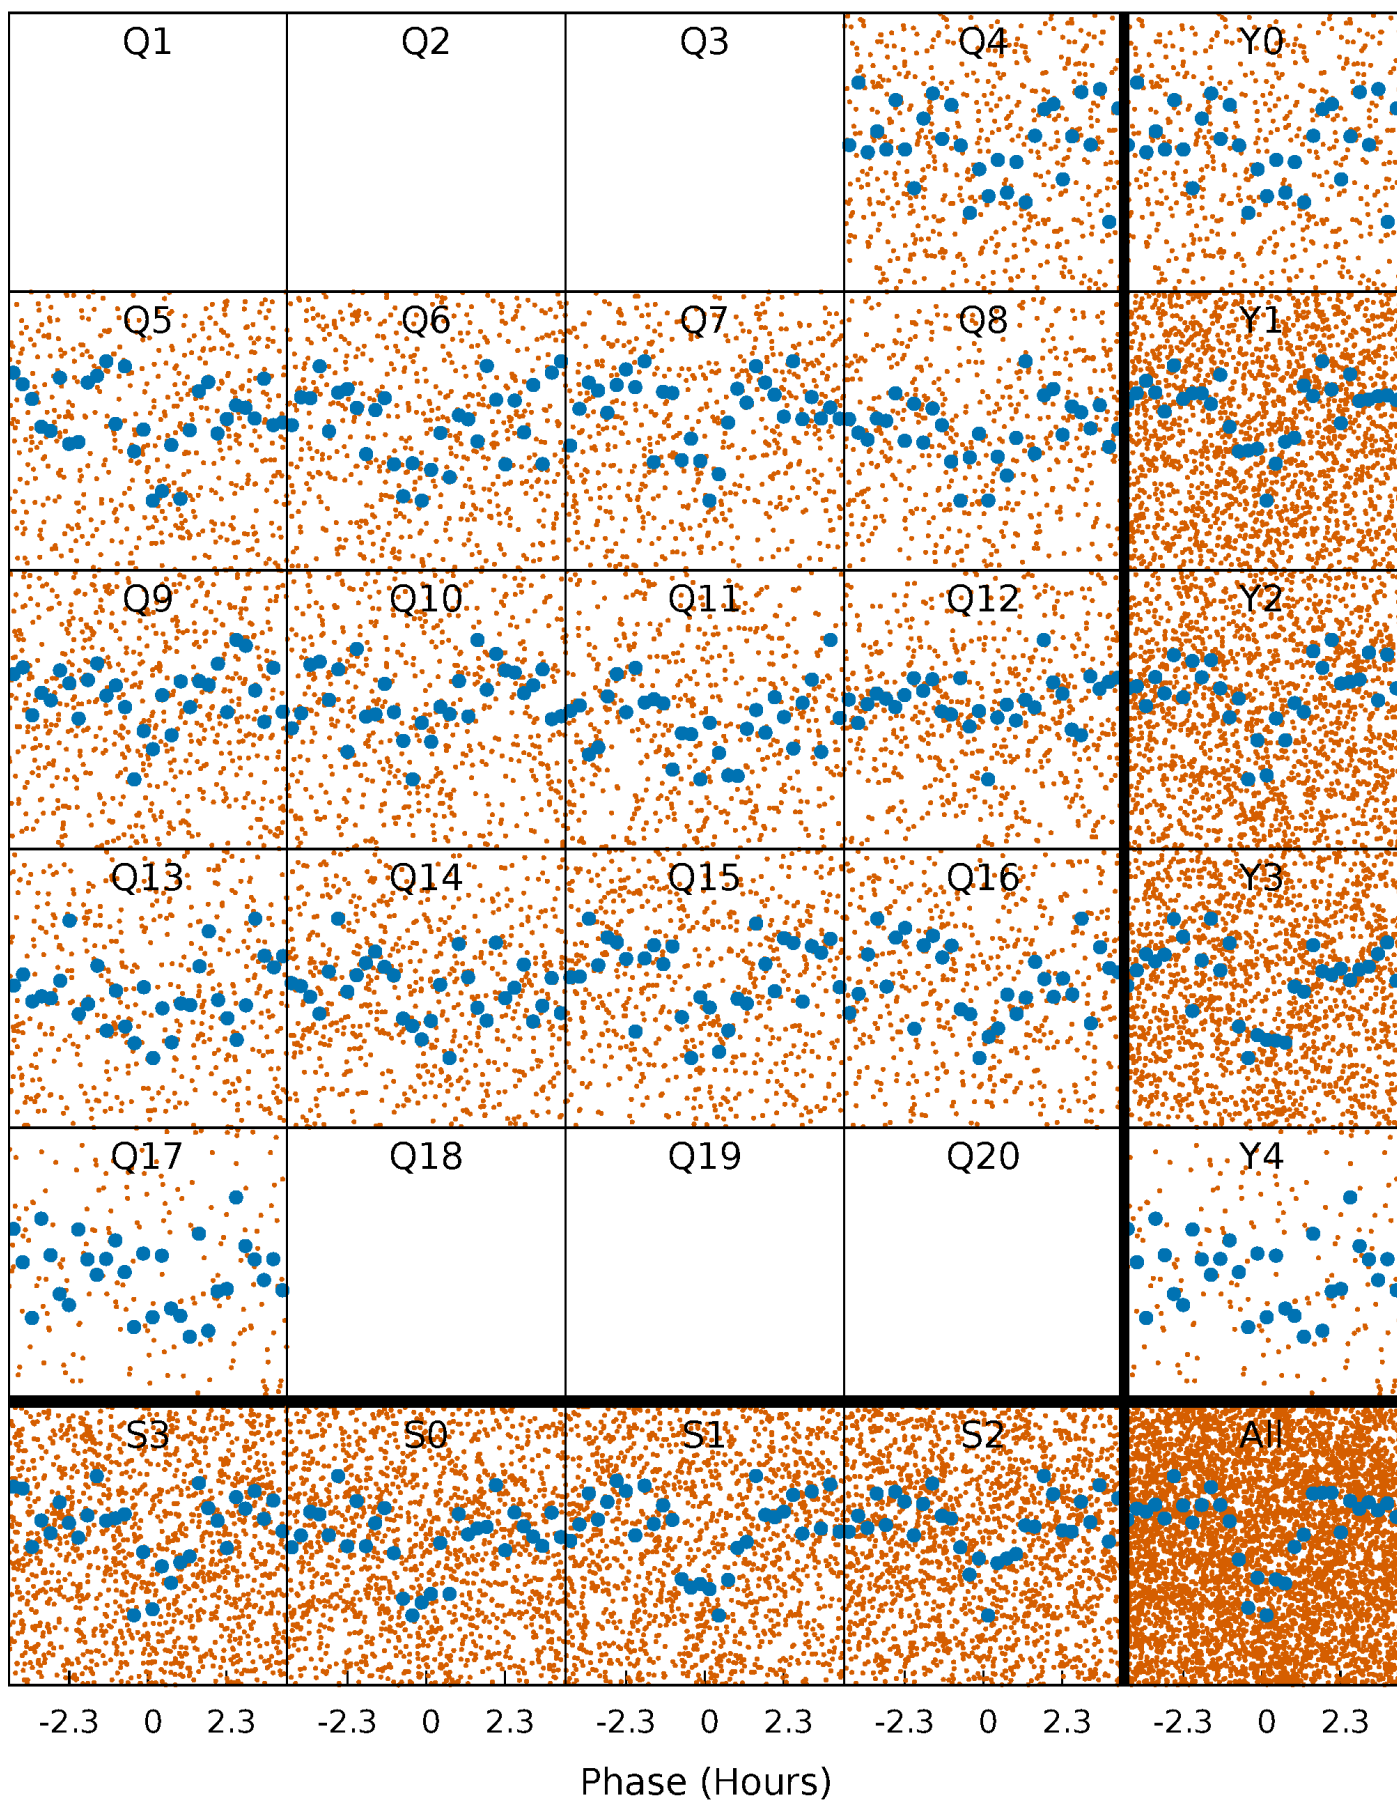 Q1 Q2 Q3 Q4 Y0
Q5 Q6 Q7 Q8 Y1
Q9 Q10 Q11 Q12 Y2
Q13 Q14 Q15 Q16 Y3
Q17 Q18 Q19 Q20 Y4
S3 S0 S1 S2 All
-2.3 0 2.3 -2.3 0 2.3 -2.3 0 2.3 -2.3 0 2.3 -2.3 0 2.3
Phase (Hours)